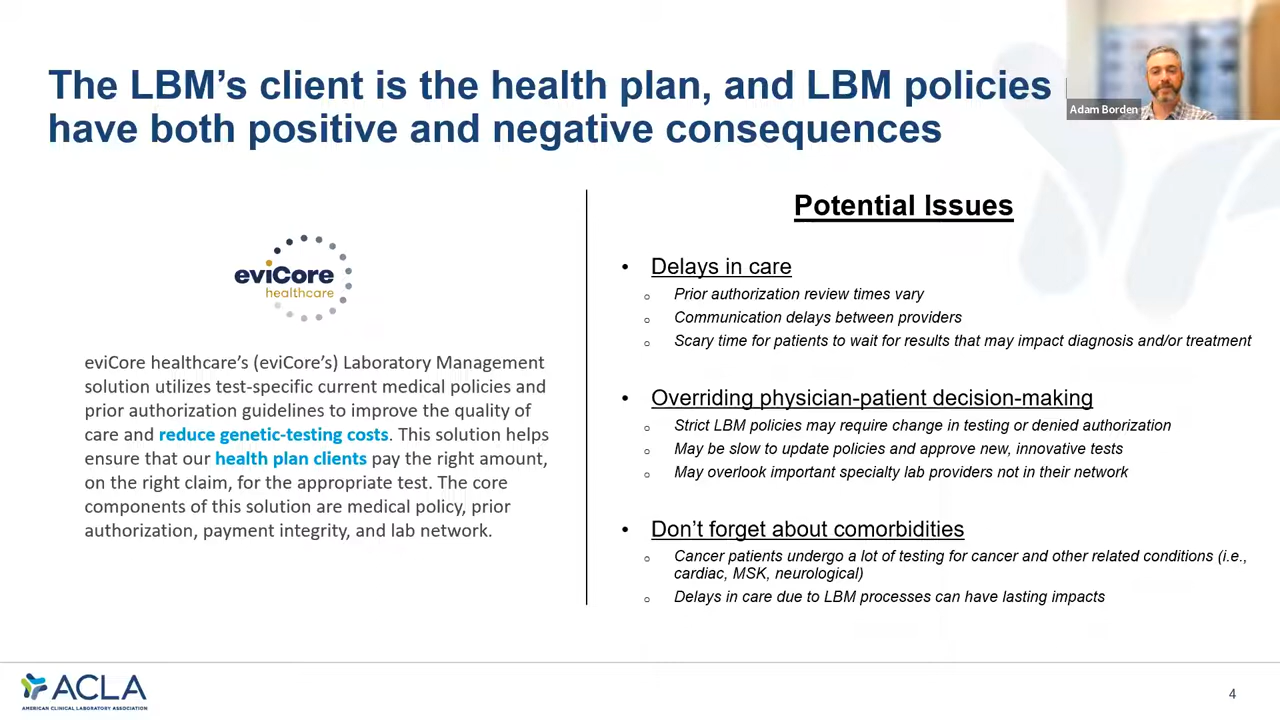 The LBM’s client is the health plan, and LBM policies
have both positive and negative consequences
Adam Borden
eviCore
healthcare
eviCore healthcare’s (eviCore’s) Laboratory Management
solution utilizes test-specific current medical policies and
prior authorization guidelines to improve the quality of
care and reduce genetic-testing costs. This solution helps
ensure that our health plan clients pay the right amount,
on the right claim, for the appropriate test. The core
components of this solution are medical policy, prior
authorization, payment integrity, and lab network.
Potential Issues
• Delays in care
o Prior authorization review times vary
o Communication delays between providers
o Scary time for patients to wait for results that may impact diagnosis and/or treatment
• Overriding physician-patient decision-making
o Strict LBM policies may require change in testing or denied authorization
o May be slow to update policies and approve new, innovative tests
o May overlook important specialty lab providers not in their network
• Don’t forget about comorbidities
o Cancer patients undergo a lot of testing for cancer and other related conditions (i.e.,
cardiac, MSK, neurological)
o Delays in care due to LBM processes can have lasting impacts
ACLA
AMERICAN CLINICAL LABORATORY ASSOCIATION
4